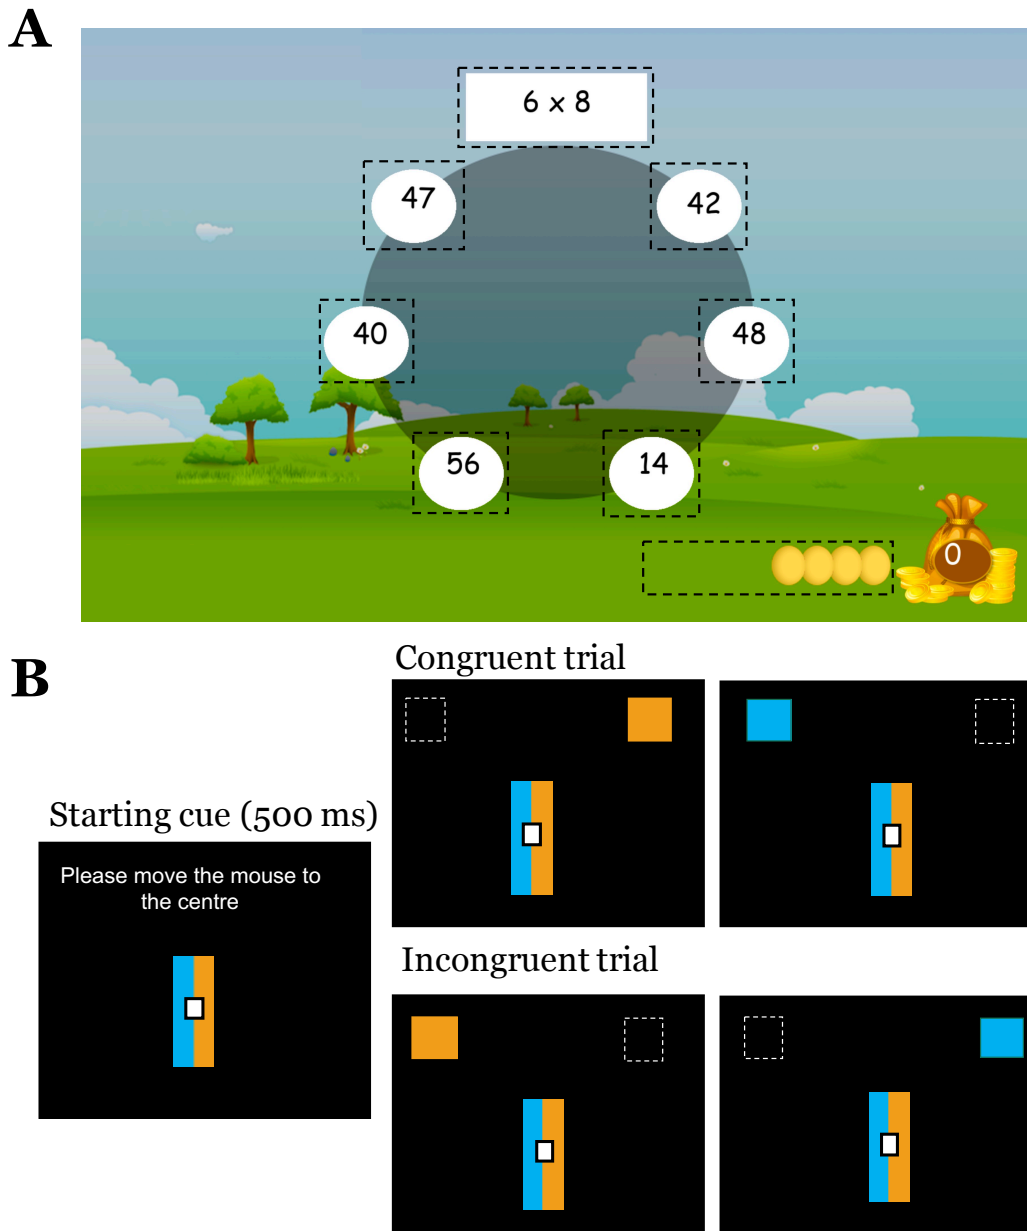 A
6 x 8
47
42
40
48
56
14
0
B
Congruent trial
Starting cue (500 ms)
Please move the mouse to
the centre
Incongruent trial